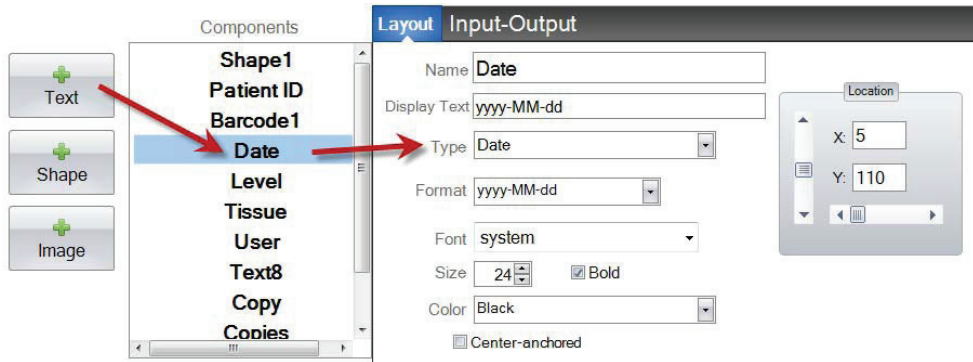 Text
Shape
Image
Components
Shape1
Patient ID
Barcode1
Date
Level
Tissue
User
Text8
Copy
Copies
Layout Input-Output
Name Date
Display Text yyyy-MM-dd
Type Date
Format yyyy-MM-dd
Font system
Size 24 Bold
Color Black
Center-anchored
Location
X: 5
Y: 110